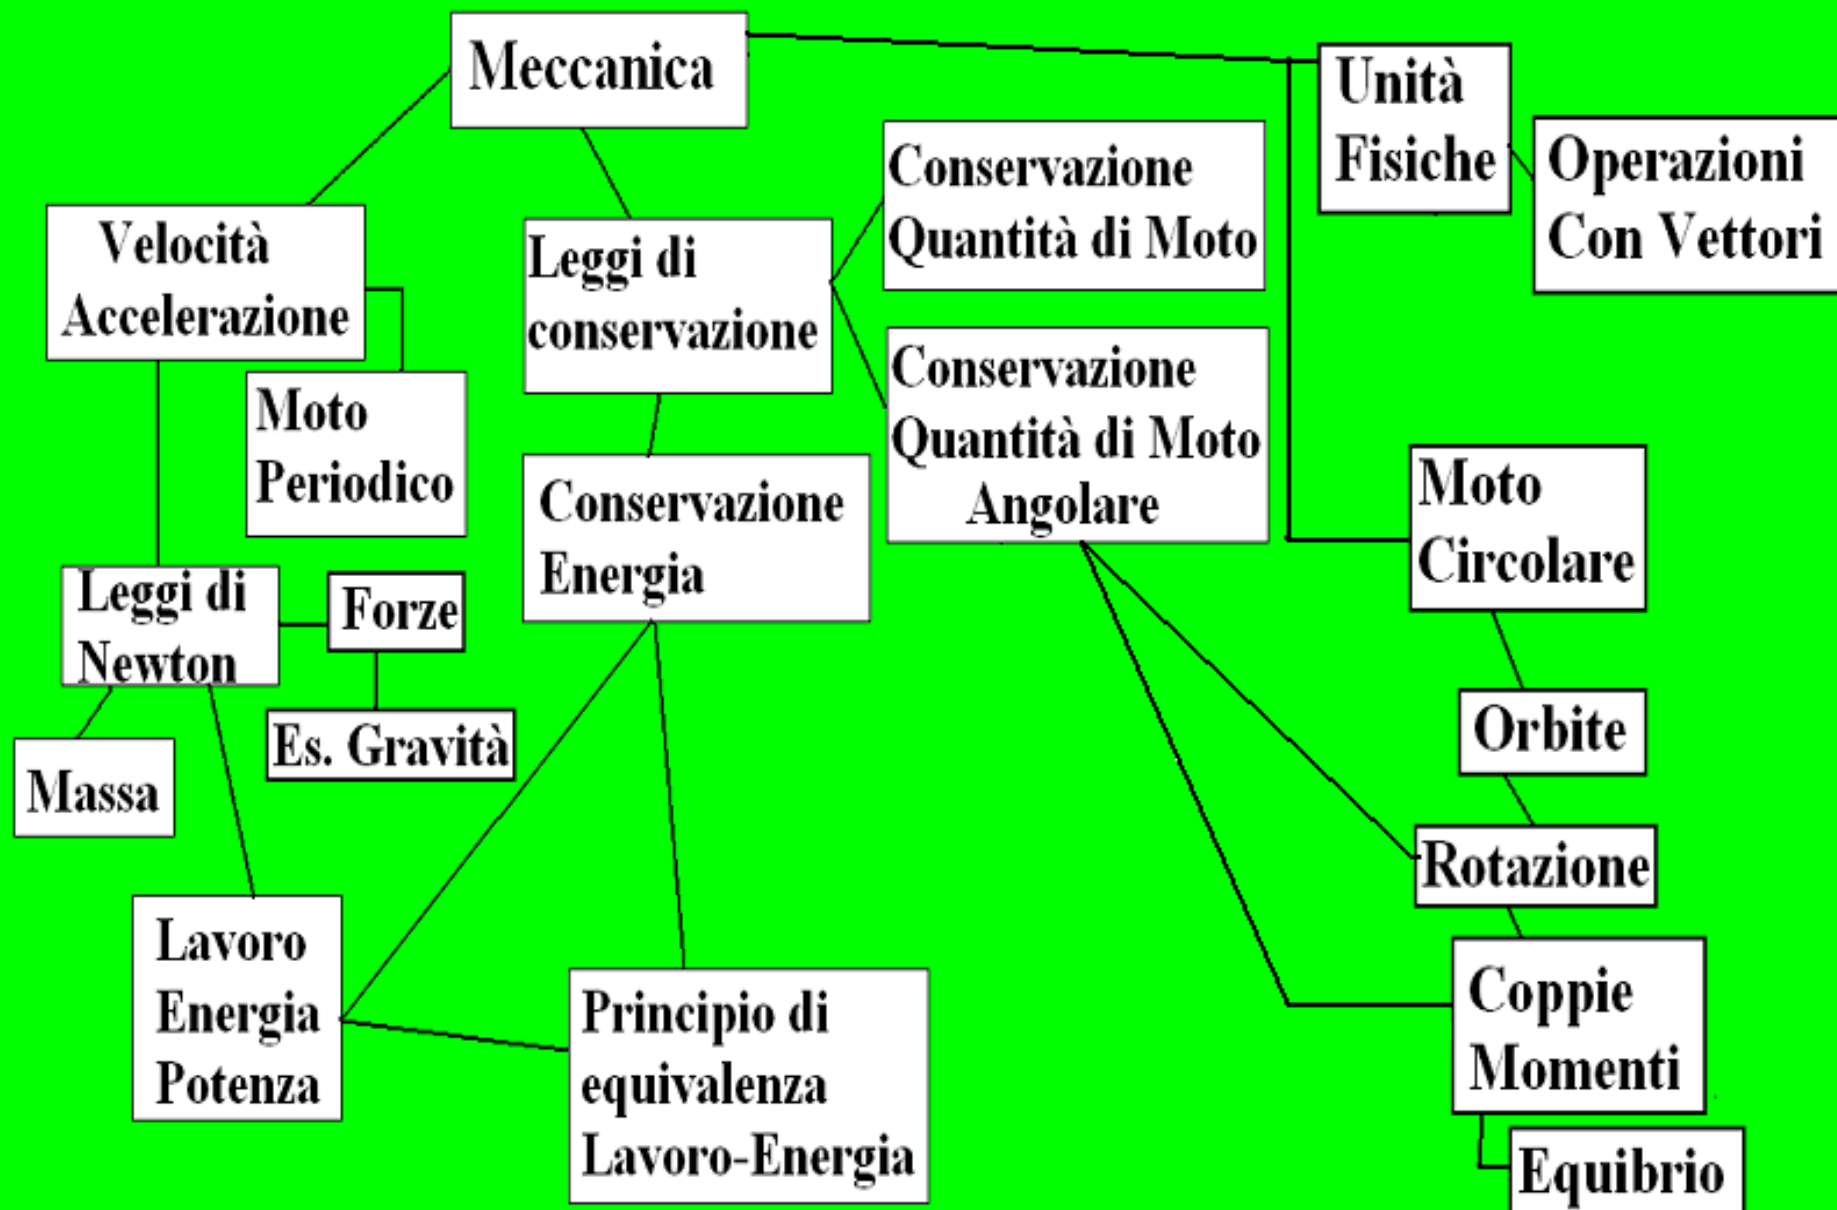 Meccanica
Unità
Fisiche
Operazioni
Con Vettori
Velocità
Accelerazione
Moto
Periodico
Leggi di
conservazione
Conservazione
Quantità di Moto
Conservazione
Quantità di Moto
Angolare
Conservazione
Energia
Leggi di
Newton
Forze
Es. Gravità
Massa
Lavoro
Energia
Potenza
Principio di
equivalenza
Lavoro-Energia
Moto
Circolare
Orbite
Rotazione
Coppie
Momenti
Equibrio